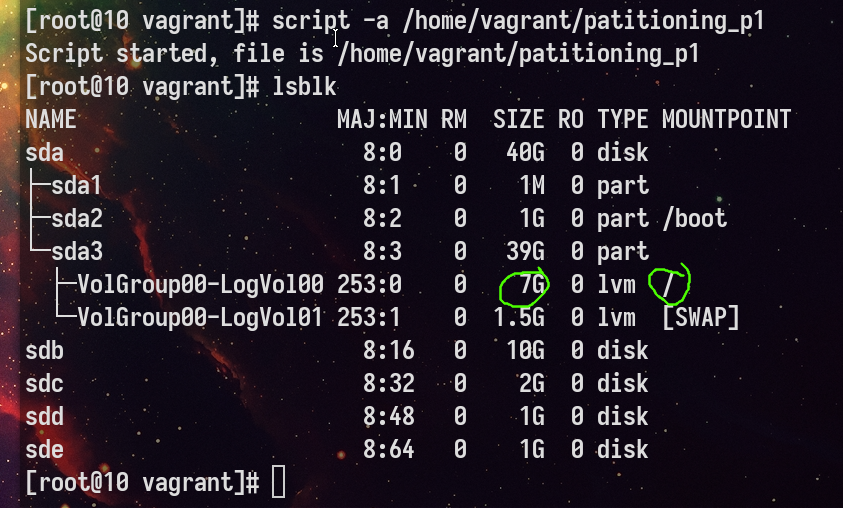 [root@10 vagrant]# script -a /home/vagrant/patitioning_p1
Script started, file is /home/vagrant/patitioning_p1
[root@10 vagrant]# lsblk
NAME                    MAJ:MIN RM  SIZE RO TYPE MOUNTPOINT
sda                       8:0    0   40G  0 disk
├─sda1                    8:1    0    1M  0 part
├─sda2                    8:2    0    1G  0 part /boot
└─sda3                    8:3    0   39G  0 part
  ├─VolGroup00-LogVol00 253:0    0    7G  0 lvm  /
  └─VolGroup00-LogVol01 253:1    0  1.5G  0 lvm  [SWAP]
sdb                       8:16   0   10G  0 disk
sdc                       8:32   0    2G  0 disk
sdd                       8:48   0    1G  0 disk
sde                       8:64   0    1G  0 disk
[root@10 vagrant]#